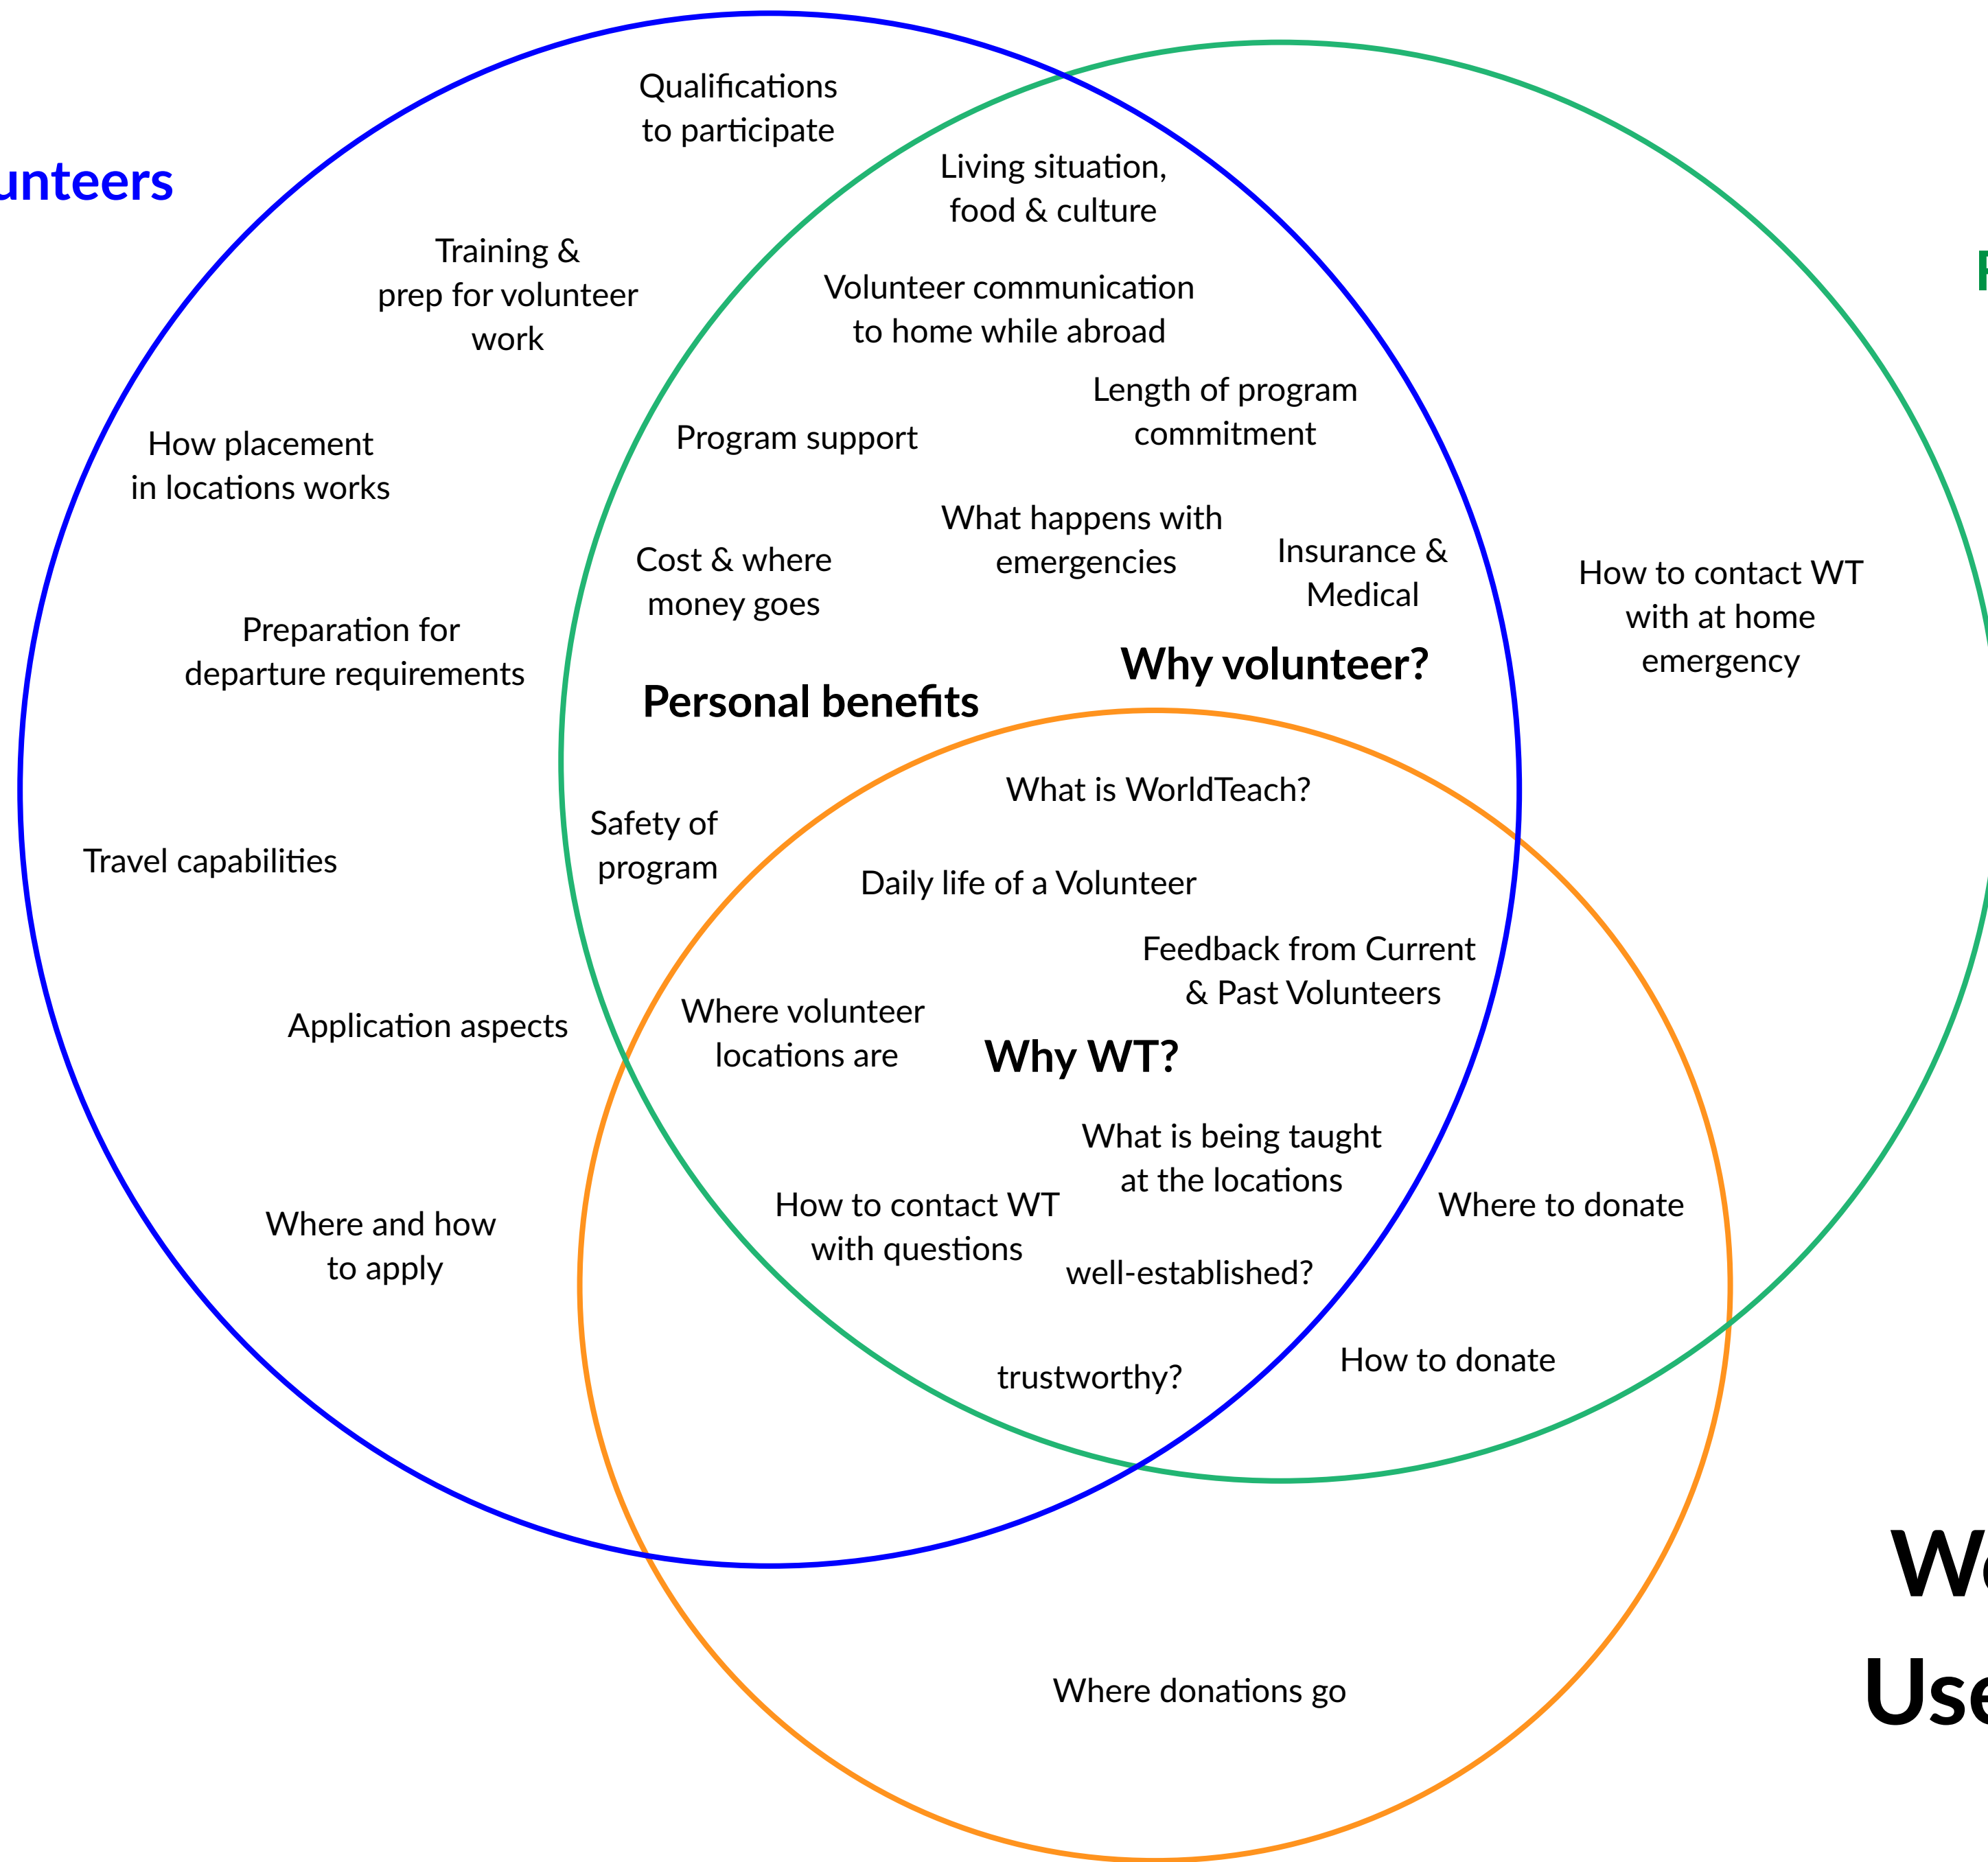 Qualifications
to participate
unteers
Living situation,
food & culture
Training &
prep for volunteer
work
Volunteer communication
to home while abroad
Length of program
commitment
Program support
How placement
in locations works
What happens with
emergencies
Cost & where
money goes
Insurance &
Medical
How to contact WT
with at home
emergency
Preparation for
departure requirements
Why volunteer?
Personal benefits
What is WorldTeach?
Safety of
program
Travel capabilities
Daily life of a Volunteer
Feedback from Current
& Past Volunteers
Where volunteer
locations are
Application aspects
Why WT?
What is being taught
at the locations
How to contact WT
with questions
Where to donate
Where and how
to apply
well-established?
How to donate
trustworthy?
Where donations go
Use